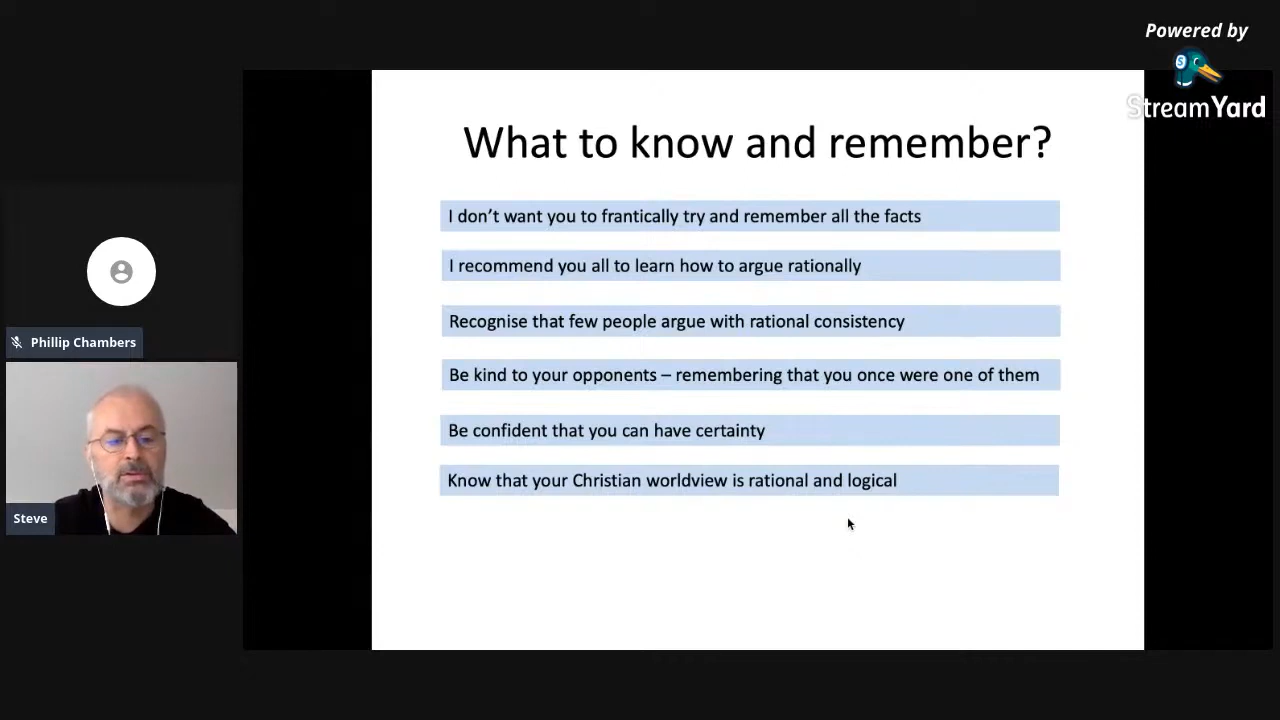 Powered by
StreamYard
What to know and remember?
I don’t want you to frantically try and remember all the facts
I recommend you all to learn how to argue rationally
Recognise that few people argue with rational consistency
Be kind to your opponents – remembering that you once were one of them
Be confident that you can have certainty
Know that your Christian worldview is rational and logical
Phillip Chambers
Steve